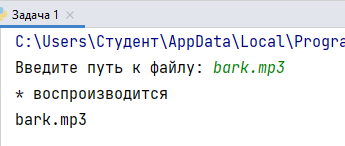 Задача 1
C:\Users\Студент\AppData\Local\Progra
Введите путь к файлу: bark.mp3
* воспроизводится
bark.mp3